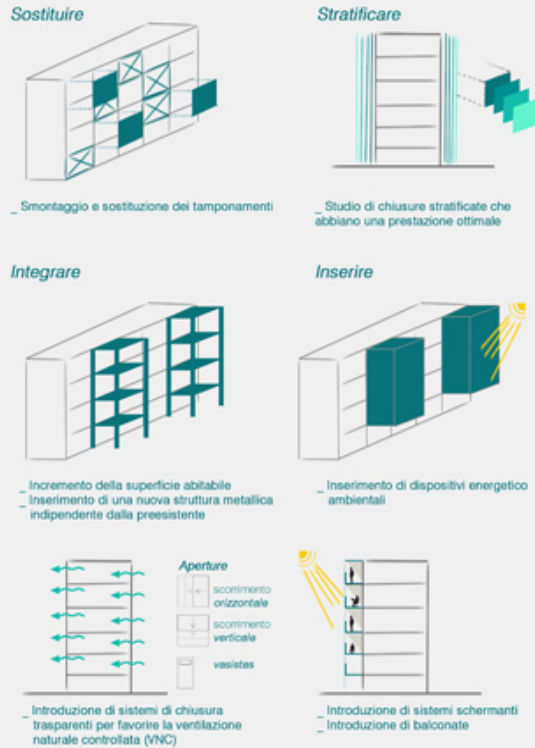 Sostituire
_ Smontaggio e sostituzione dei tamponamenti
Stratificare
_ Studio di chiusure stratificate che
abbiano una prestazione ottimale
Integrare
_ Incremento della superficie abitabile
_ Inserimento di una nuova struttura metallica
indipendente dalla preesistente
Inserire
_ Inserimento di dispositivi energetico
ambientali
Aperture
scorrimento
orizzontale
scorrimento
verticale
vasistas
_ Introduzione di sistemi di chiusura
trasparenti per favorire la ventilazione
naturale controllata (VNC)
_ Introduzione di sistemi schermanti
_ Introduzione di balconate